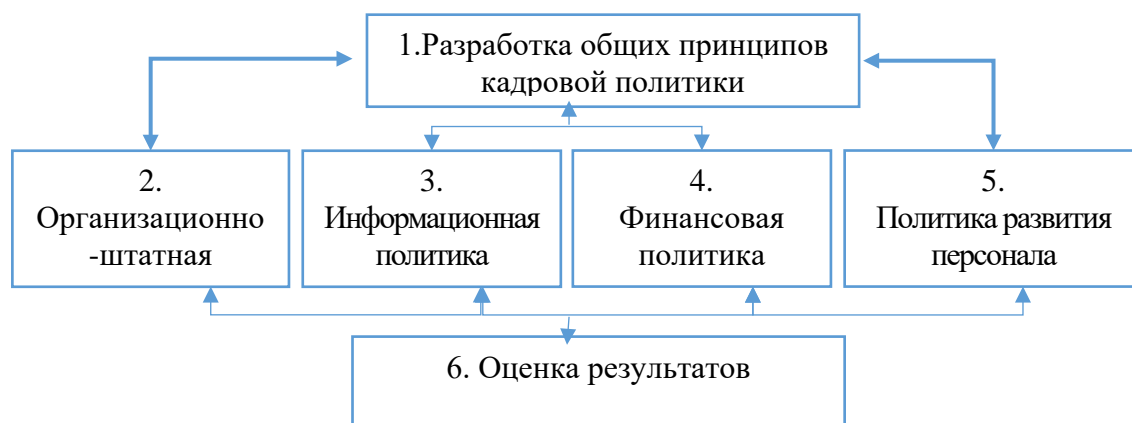 1.Разработка общих принципов
кадровой политики
2.
Организационно
-штатная
3.
Информационная
политика
4.
Финансовая
политика
5.
Политика развития
персонала
6. Оценка результатов